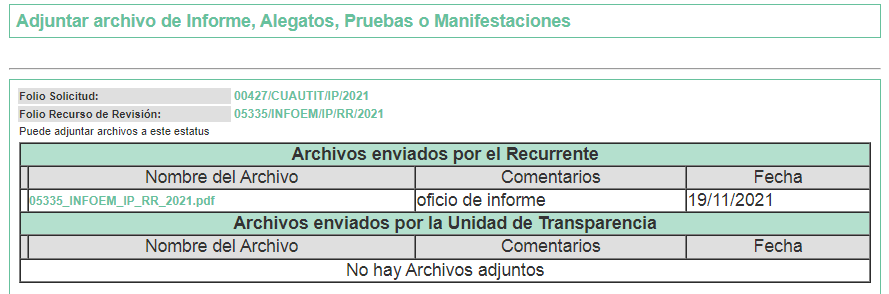 Adjuntar archivo de Informe, Alegatos, Pruebas o Manifestaciones
Folio Solicitud: 00427/CUAUTIT/IP/2021
Folio Recurso de Revisión: 05335/INFOEM/IP/RR/2021
Puede adjuntar archivos a este estatus
Archivos enviados por el Recurrente
Nombre del Archivo Comentarios Fecha
05335_INFOEM_IP_RR_2021.pdf oficio de informe 19/11/2021
Archivos enviados por la Unidad de Transparencia
Nombre del Archivo Comentarios Fecha
No hay Archivos adjuntos